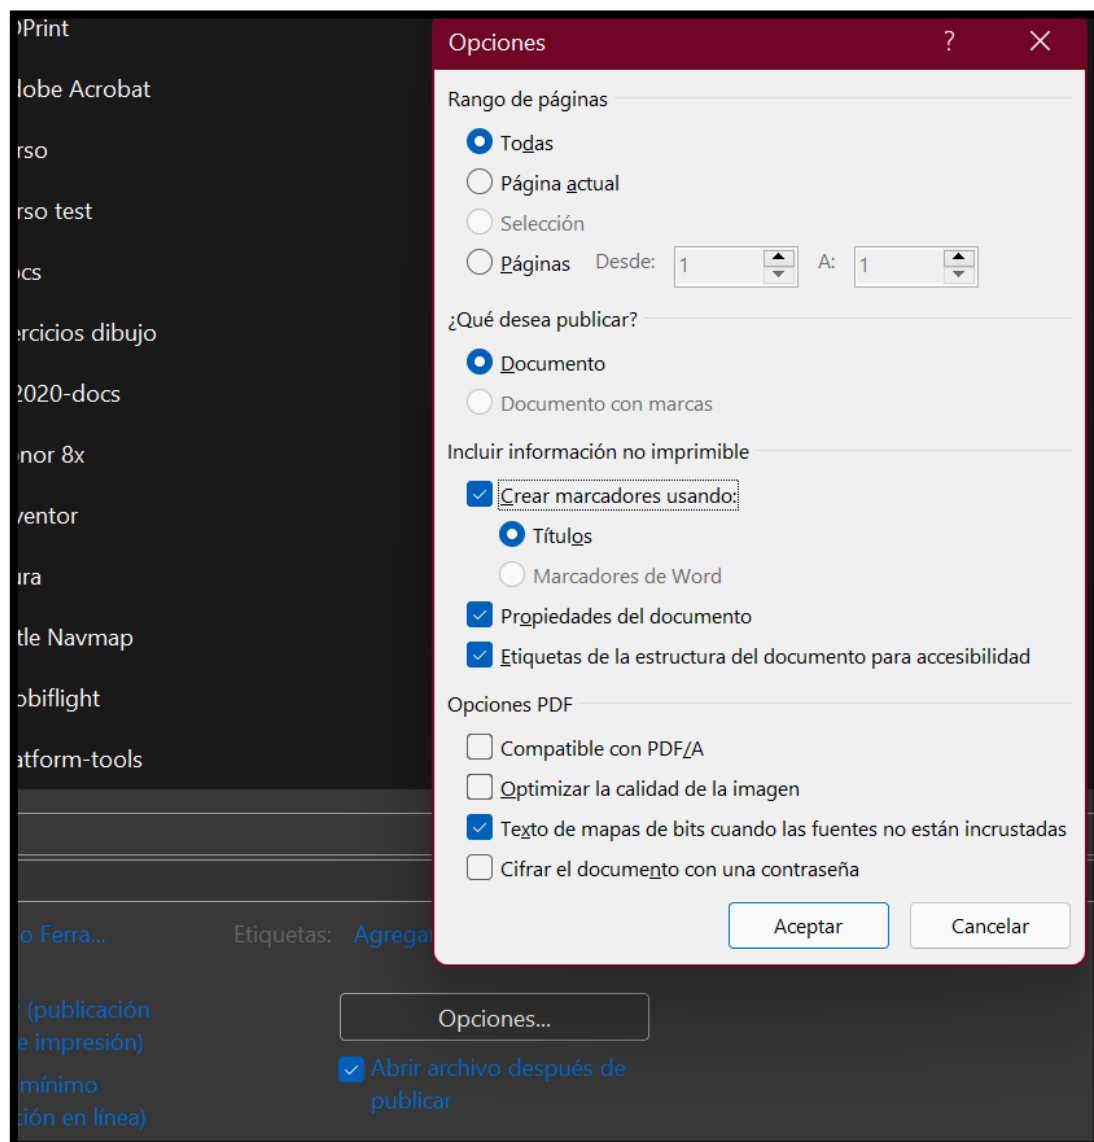 Print
dobe Acrobat
rso
rso test
cs
ercicios dibujo
2020-docs
nor 8x
ventor
ura
tle Navmap
obiflight
atform-tools
o Ferra...
Etiquetas: Agrega
r (publicación
e impresión)
mínimo
ción en línea)
Opciones...
Abrir archivo después de
publicar
Opciones
?
Rango de páginas
Todas
Página actual
Selección
Páginas Desde: 1 A: 1
¿Qué desea publicar?
Documento
Documento con marcas
Incluir información no imprimible
Crear marcadores usando:
Títulos
Marcadores de Word
Propiedades del documento
Etiquetas de la estructura del documento para accesibilidad
Opciones PDF
Compatible con PDF/A
Optimizar la calidad de la imagen
Texto de mapas de bits cuando las fuentes no están incrustadas
Cifrar el documento con una contraseña
Aceptar Cancelar